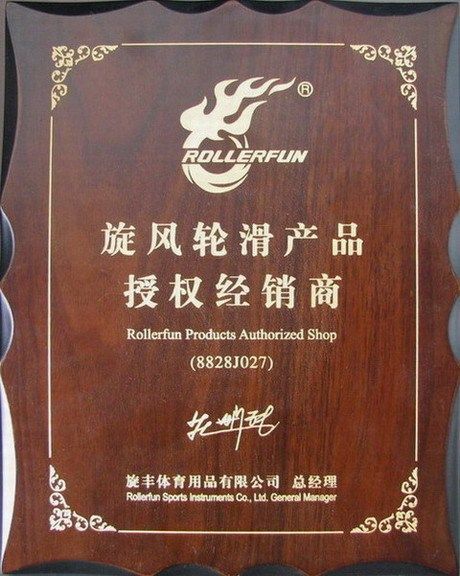 ®
ROLLERFUN
旋风轮滑产品
授权经销商
Rollerfun Products Authorized Shop
(8828J027)
旋丰体育用品有限公司 总经理
Rollerfun Sports Instruments Co., Ltd. General Manager